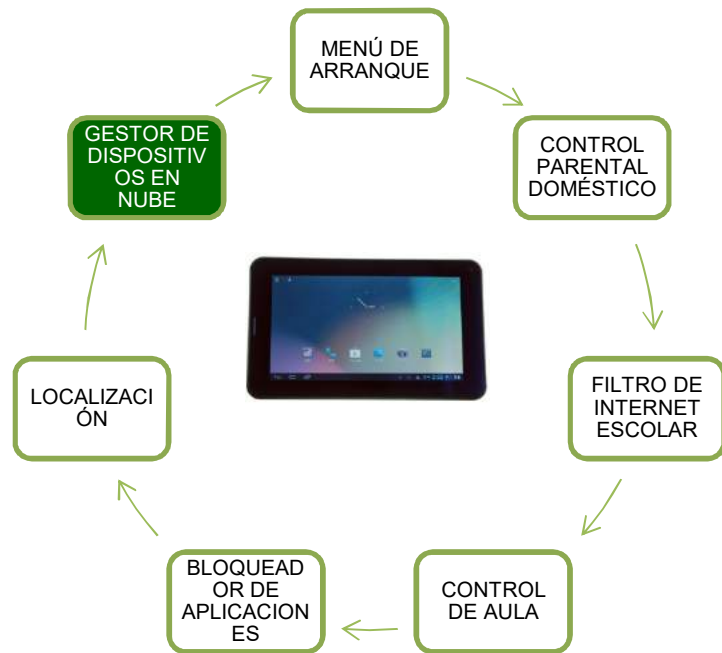 MENÚ DE
ARRANQUE
CONTROL
PARENTAL
DOMÉSTICO
FILTRO DE
INTERNET
ESCOLAR
CONTROL
DE AULA
BLOQUEAD
OR DE
APLICACION
ES
LOCALIZACI
ÓN
GESTOR DE
DISPOSITIV
OS EN
NUBE